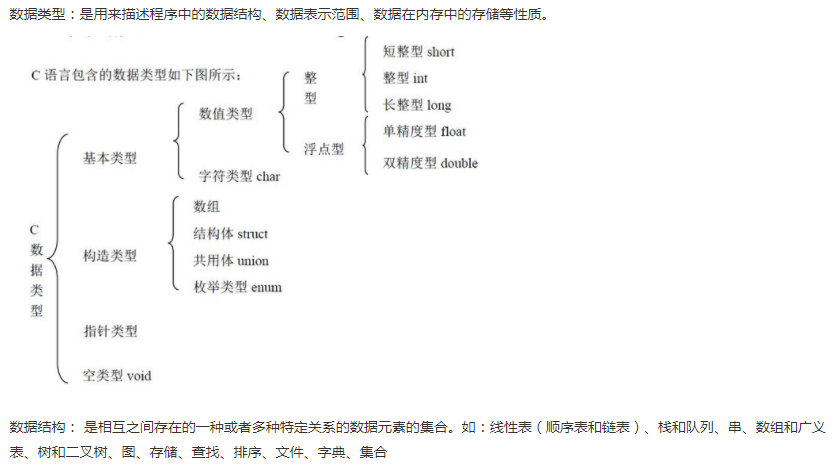 数据类型：是用来描述程序中的数据结构、数据表示范围、数据在内存中的存储等性质。
C 语言包含的数据类型如下图所示：
短整型 short
整型 int
长整型 long
整型
数值类型
单精度型 float
浮点型
双精度型 double
基本类型
字符类型 char
数组
结构体 struct
C数据类型
构造类型
共用体 union
枚举类型 enum
指针类型
空类型 void
数据结构： 是相互之间存在的一种或者多种特定关系的数据元素的集合。如：线性表（顺序表和链表）、栈和队列、串、数组和广义
表、树和二叉树、图、存储、查找、排序、文件、字典、集合